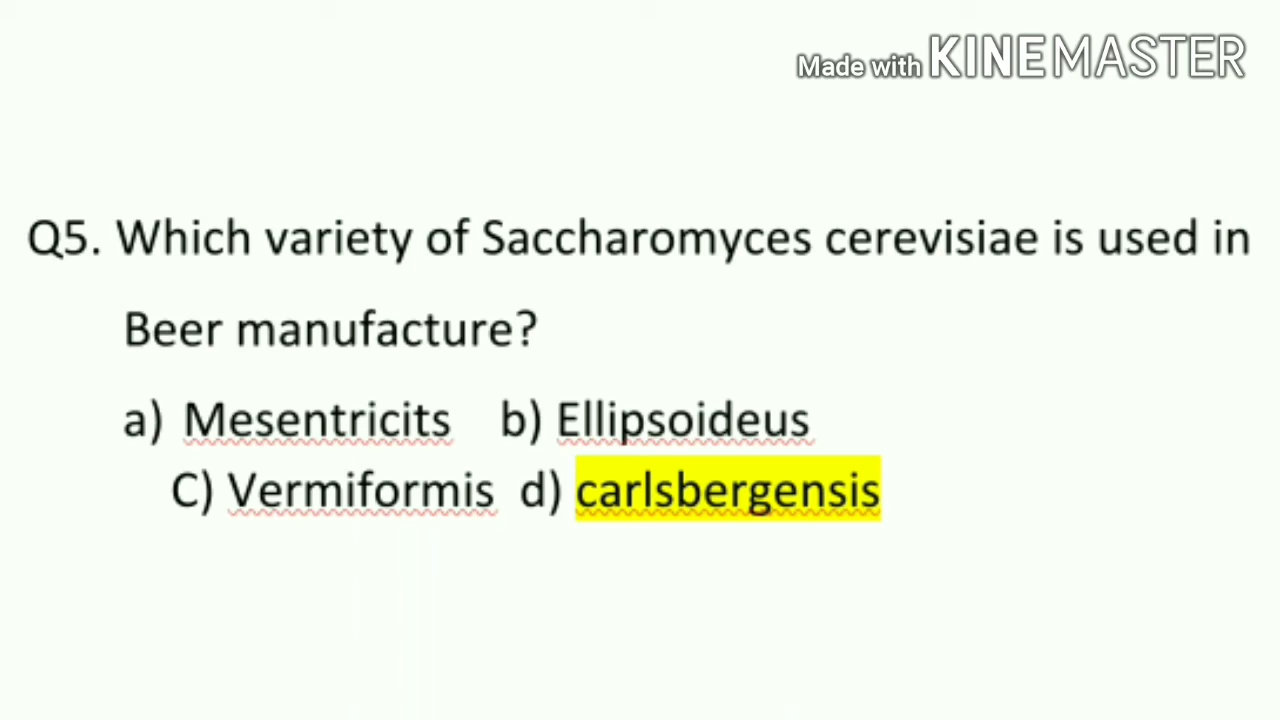 Made with KINEMASTER
Q5. Which variety of Saccharomyces cerevisiae is used in
Beer manufacture?
a) Mesentricits b) Ellipsoideus
C) Vermiformis d) carlsbergensis